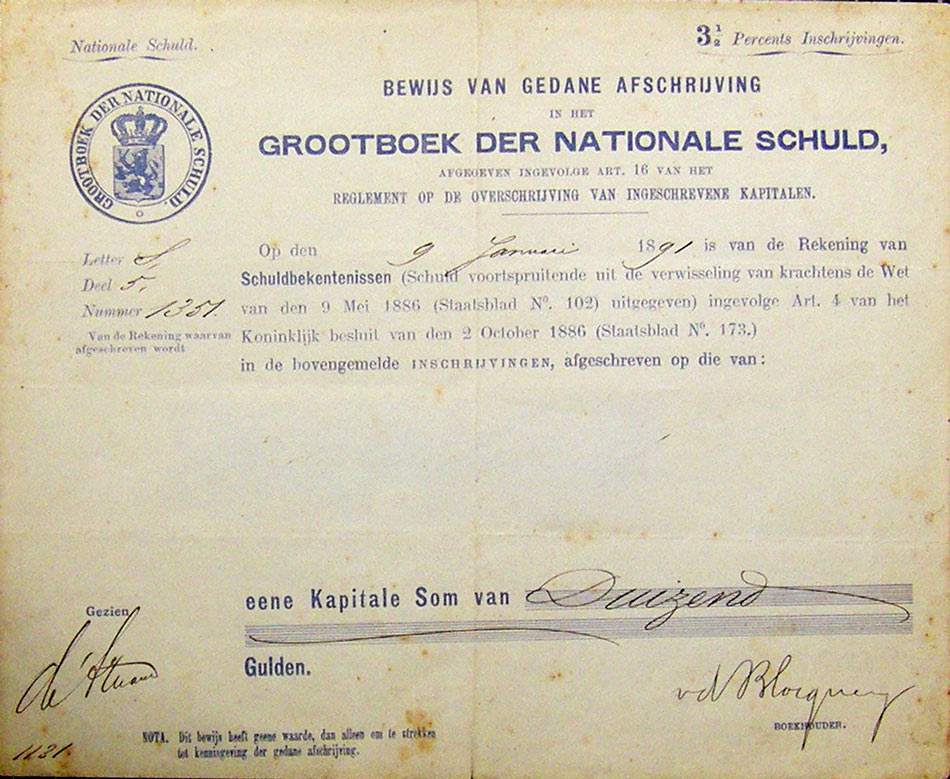 Nationale Schuld.
3½ Percents Inschrijvingen.
GROOTBOEK DER NATIONALE SCHULD.
BEWIJS VAN GEDANE AFSCHRIJVING
IN HET
GROOTBOEK DER NATIONALE SCHULD,
AFGEGEVEN INGEVOLGE ART. 16 VAN HET
REGLEMENT OP DE OVERSCHRIJVING VAN INGESCHREVENE KAPITALEN.
Letter S,
Deel 5,
Nummer 1351.
Van de Rekening waarvan
afgeschreven wordt
Op den 9 Januari 1891 is van de Rekening van
Schuldbekentenissen (Schuld voortspruitende uit de verwisseling van krachtens de Wet
van den 9 Mei 1886 (Staatsblad Nº. 102) uitgegeven) ingevolge Art. 4 van het
Koninklijk besluit van den 2 October 1886 (Staatsblad Nº. 173.)
in de bovengemelde INSCHRIJVINGEN, afgeschreven op die van:
eene Kapitale Som van Duizend
Gulden.
Gezien
BOEKHOUDER.
NOTA. Dit bewijs heeft geene waarde, dan alleen om te strekken
tot kennisgeving der gedane afschrijving.